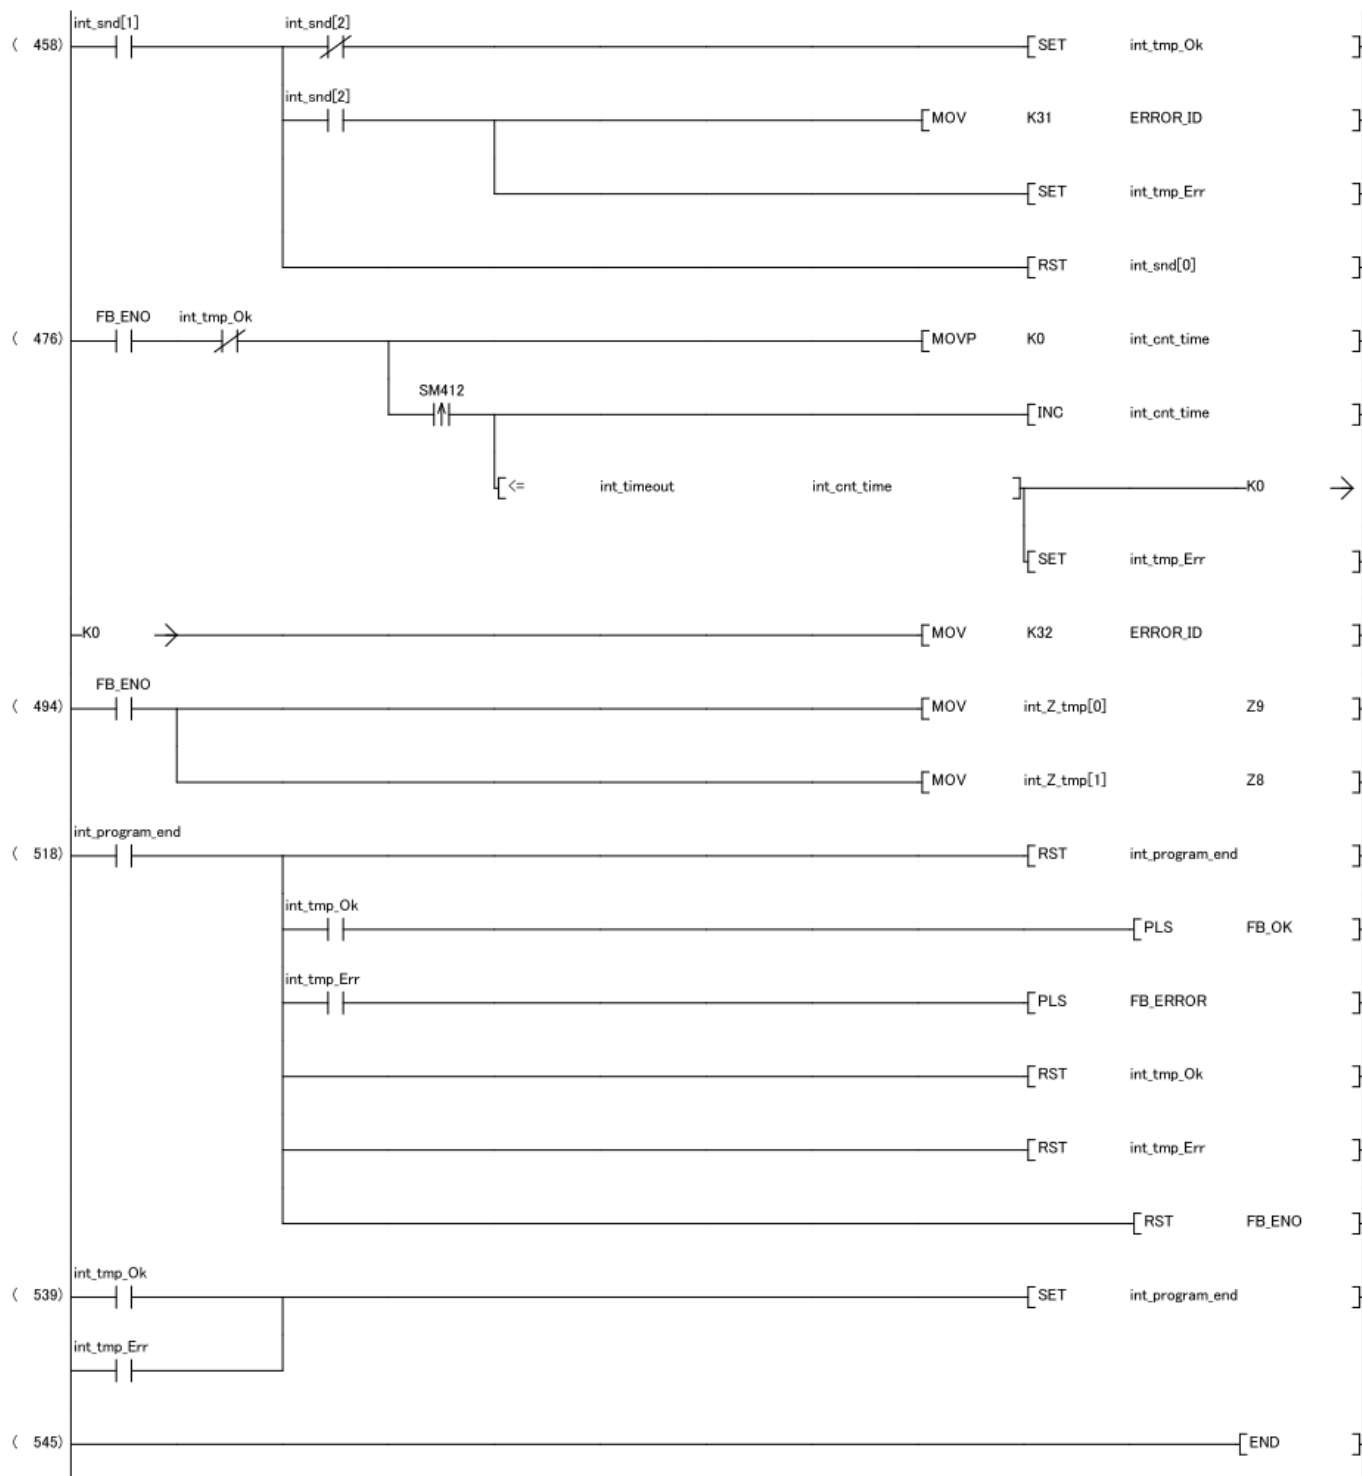 int_snd[1] int_snd[2]
( 458) SET int_tmp_Ok
int_snd[2]
MOV K31 ERROR_ID
SET int_tmp_Err
RST int_snd[0]
FB_ENO int_tmp_Ok
( 476) MOVP K0 int_cnt_time
SM412
INC int_cnt_time
<= int_timeout int_cnt_time K0
SET int_tmp_Err
K0 MOV K32 ERROR_ID
FB_ENO
( 494) MOV int_Z_tmp[0] Z9
MOV int_Z_tmp[1] Z8
int_program_end
( 518) RST int_program_end
int_tmp_Ok
PLS FB_OK
int_tmp_Err
PLS FB_ERROR
RST int_tmp_Ok
RST int_tmp_Err
RST FB_ENO
int_tmp_Ok
( 539) SET int_program_end
int_tmp_Err
( 545) END